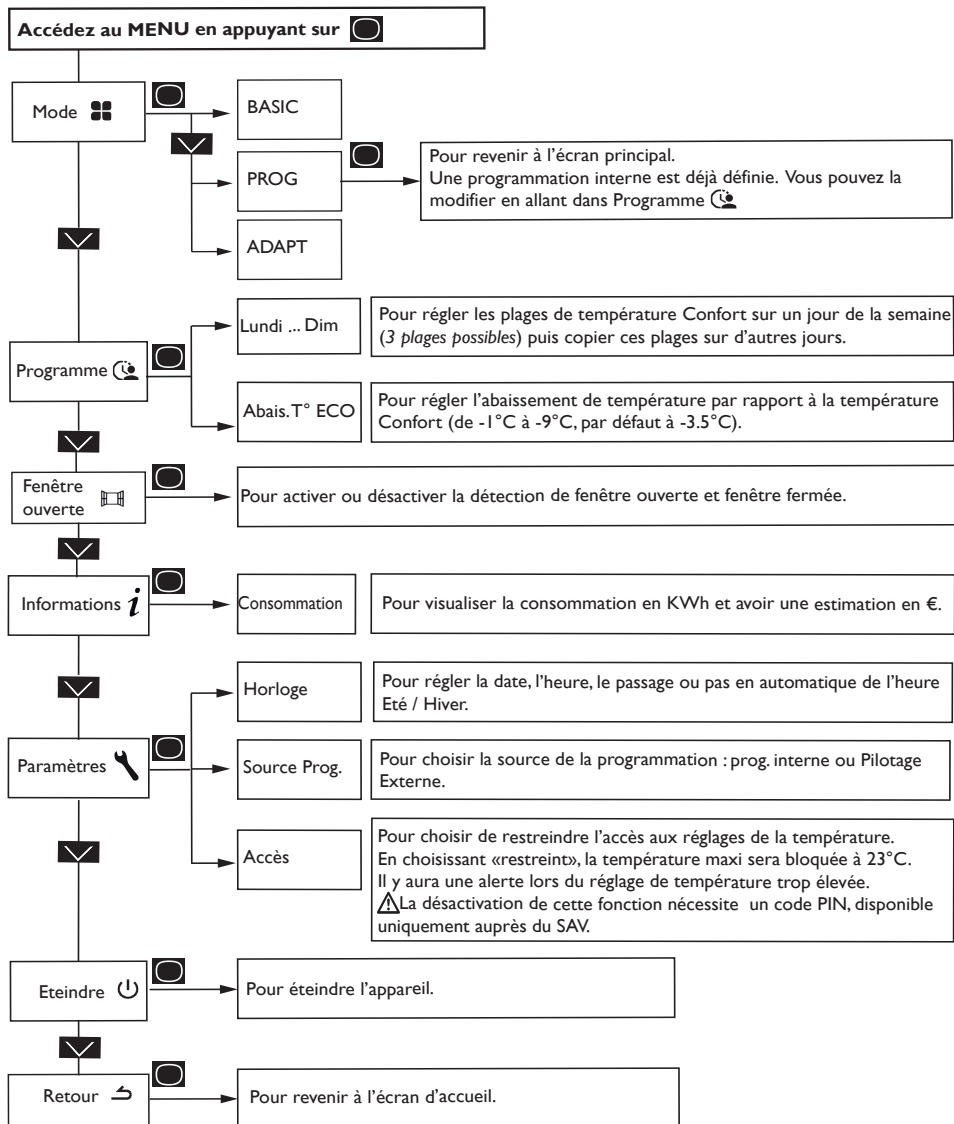 Accédez au MENU en appuyant sur
Mode
BASIC
PROG
Pour revenir à l'écran principal.
Une programmation interne est déjà définie. Vous pouvez la
modifier en allant dans Programme
ADAPT
Programme
Lundi ... Dim
Pour régler les plages de température Confort sur un jour de la semaine
(3 plages possibles) puis copier ces plages sur d'autres jours.
Abais.T° ECO
Pour régler l'abaissement de température par rapport à la température
Confort (de -1°C à -9°C, par défaut à -3.5°C).
Fenêtre
ouverte
Pour activer ou désactiver la détection de fenêtre ouverte et fenêtre fermée.
Informations i
Consommation
Pour visualiser la consommation en KWh et avoir une estimation en €.
Paramètres
Horloge
Pour régler la date, l'heure, le passage ou pas en automatique de l'heure
Eté / Hiver.
Source Prog.
Pour choisir la source de la programmation : prog. interne ou Pilotage
Externe.
Accès
Pour choisir de restreindre l'accès aux réglages de la température.
En choisissant «restreint», la température maxi sera bloquée à 23°C.
Il y aura une alerte lors du réglage de température trop élevée.
⚠La désactivation de cette fonction nécessite un code PIN, disponible
uniquement auprès du SAV.
Eteindre
Pour éteindre l'appareil.
Retour
Pour revenir à l'écran d'accueil.